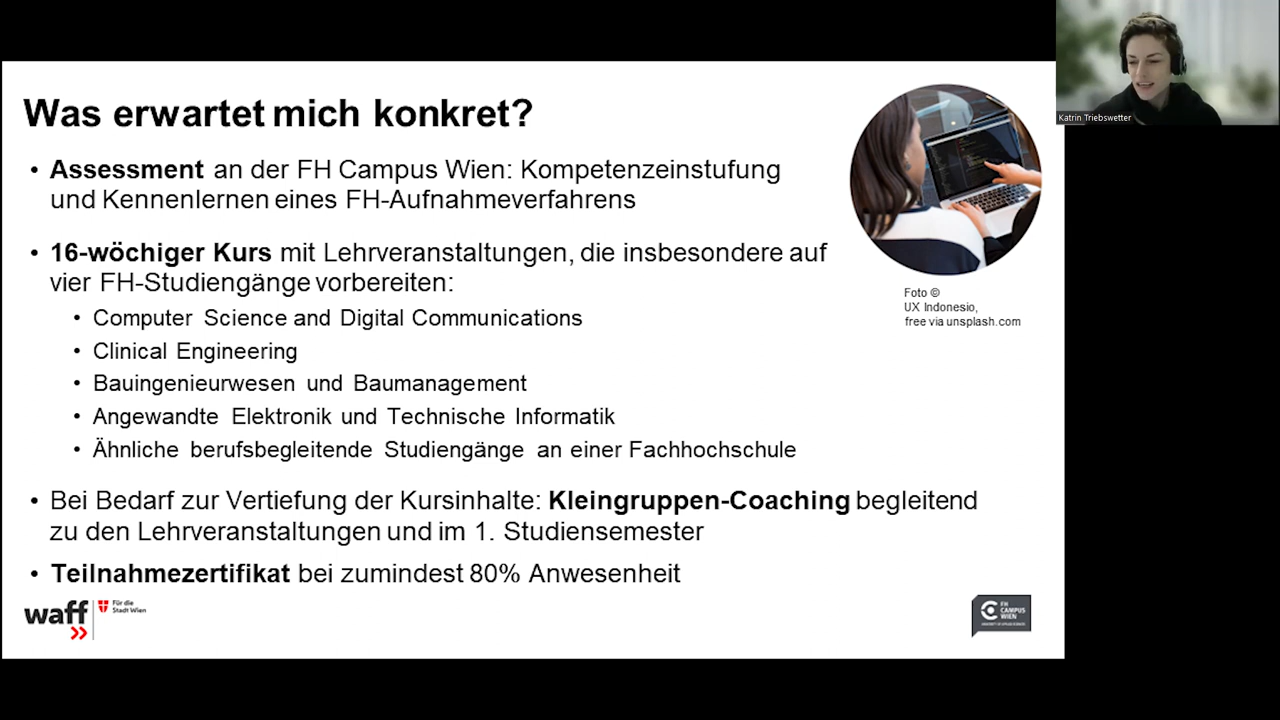 Was erwartet mich konkret?
• Assessment an der FH Campus Wien: Kompetenzeinstufung
und Kennenlernen eines FH-Aufnahmeverfahrens
• 16-wöchiger Kurs mit Lehrveranstaltungen, die insbesondere auf
vier FH-Studiengänge vorbereiten:
• Computer Science and Digital Communications
• Clinical Engineering
• Bauingenieurwesen und Baumanagement
• Angewandte Elektronik und Technische Informatik
• Ähnliche berufsbegleitende Studiengänge an einer Fachhochschule
• Bei Bedarf zur Vertiefung der Kursinhalte: Kleingruppen-Coaching begleitend
zu den Lehrveranstaltungen und im 1. Studiensemester
• Teilnahmezertifikat bei zumindest 80% Anwesenheit
Foto ©
UX Indonesio,
free via unsplash.com
waff
Für die
Stadt Wien
FH
CAMPUS
WIEN
UNIVERSITY OF APPLIED SCIENCES
Katrin Triebswetter